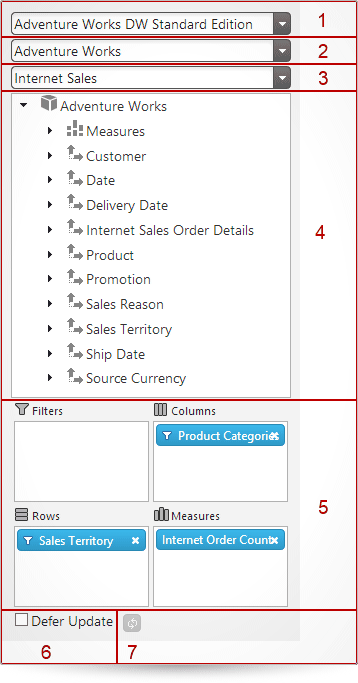 Adventure Works DW Standard Edition 1
Adventure Works 2
Internet Sales 3
Adventure Works
Measures
Customer
Date
Delivery Date
Internet Sales Order Details 4
Product
Promotion
Sales Reason
Sales Territory
Ship Date
Source Currency
Filters Columns
Product Categori
5
Rows Measures
Sales Territory Internet Order Count
Defer Update
6 7